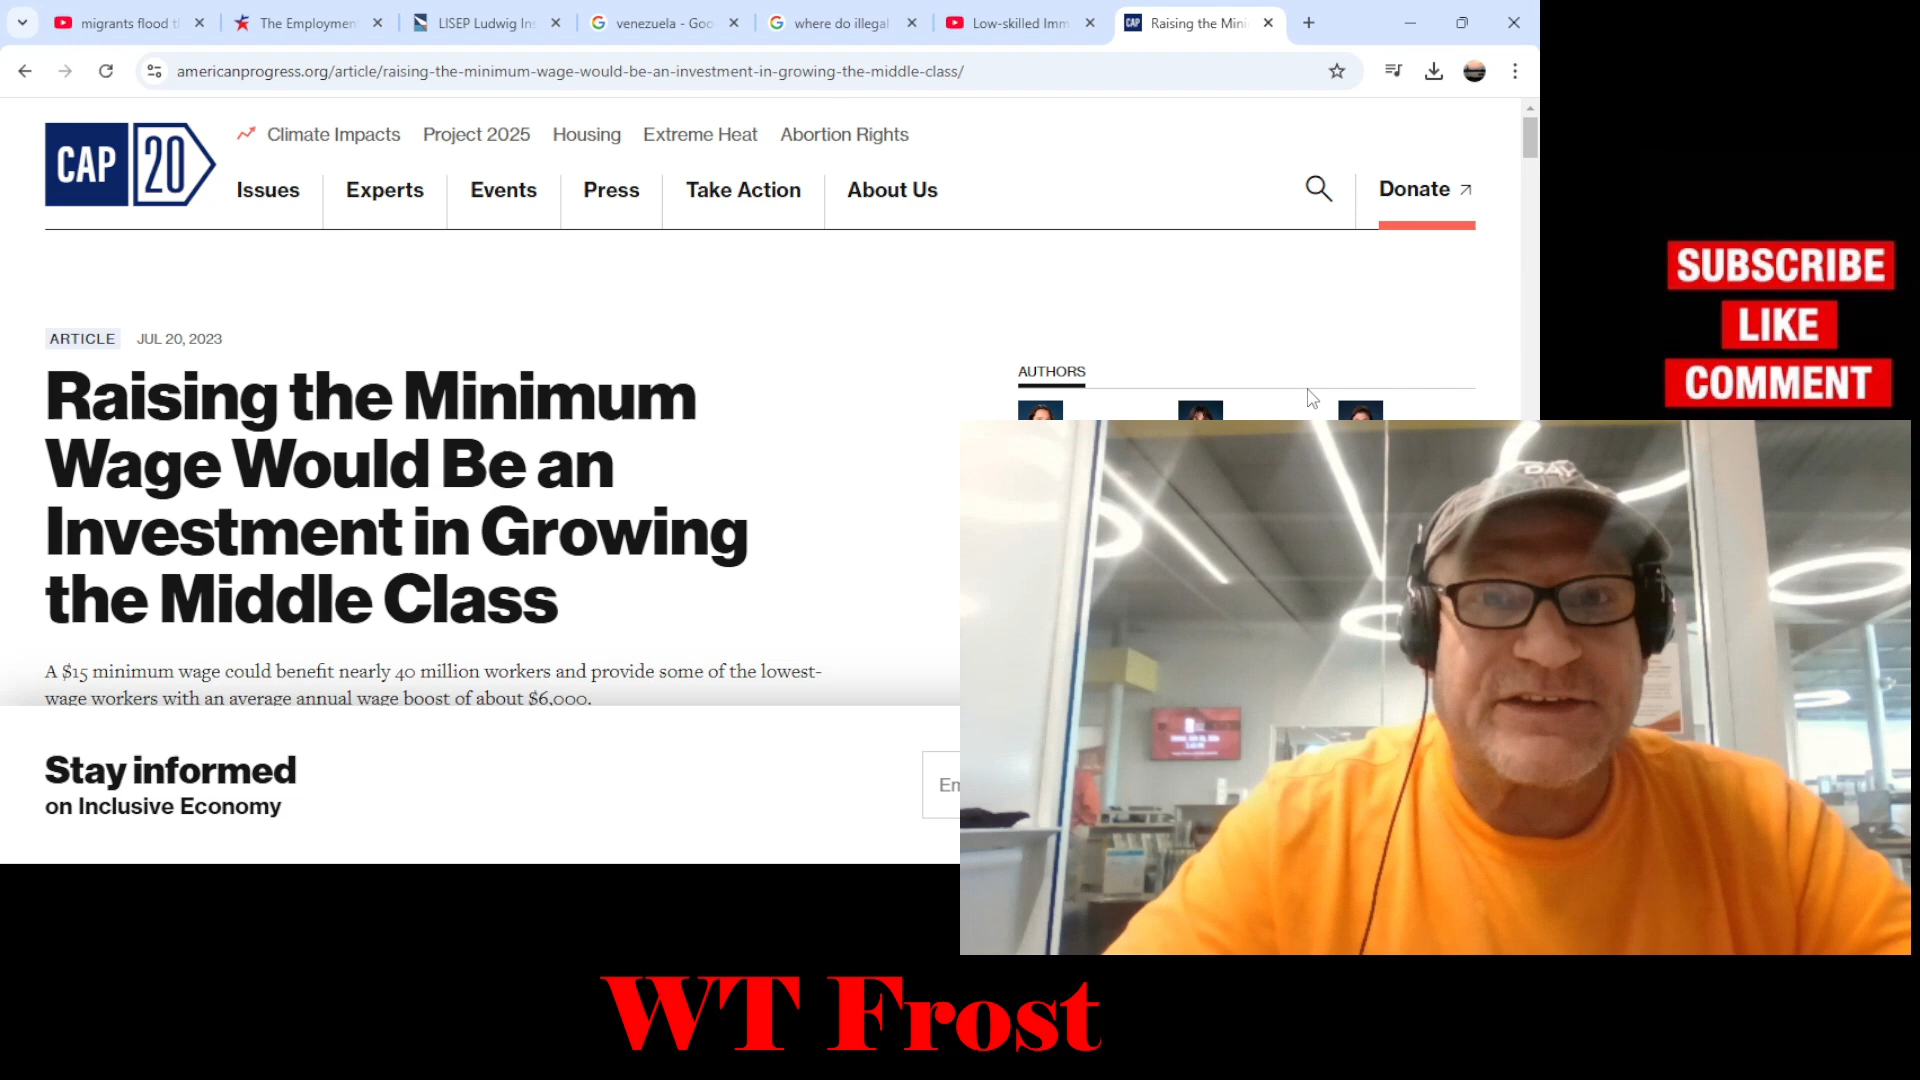 migrants flood t
The Employmen
LISEP Ludwig In
venezuela - Goo
where do illegal
Low-skilled Imm
CAP
Raising the Mini
americanprogress.org/article/raising-the-minimum-wage-would-be-an-investment-in-growing-the-middle-class/
CAP 20
Climate Impacts Project 2025 Housing Extreme Heat Abortion Rights
Issues Experts Events Press Take Action About Us
Donate
ARTICLE JUL 20, 2023
Raising the Minimum
Wage Would Be an
Investment in Growing
the Middle Class
A $15 minimum wage could benefit nearly 40 million workers and provide some of the lowest-
wage workers with an average annual wage boost of about $6,000.
AUTHORS
Stay informed
on Inclusive Economy
Em
SUBSCRIBE
LIKE
COMMENT
DAY
WT Frost